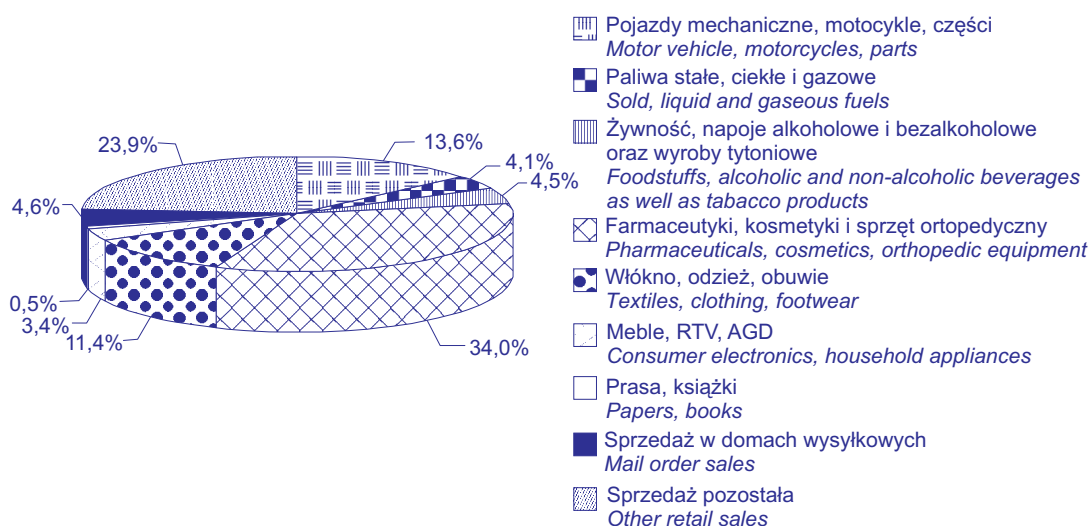 23,9%
13,6%
4,1%
4,5%
4,6%
0,5%
3,4%
11,4%
34,0%
Pojazdy mechaniczne, motocykle, części
Motor vehicle, motorcycles, parts
Paliwa stałe, ciekłe i gazowe
Sold, liquid and gaseous fuels
Żywność, napoje alkoholowe i bezalkoholowe
oraz wyroby tytoniowe
Foodstuffs, alcoholic and non-alcoholic beverages
as well as tabacco products
Farmaceutyki, kosmetyki i sprzęt ortopedyczny
Pharmaceuticals, cosmetics, orthopedic equipment
Włókno, odzież, obuwie
Textiles, clothing, footwear
Meble, RTV, AGD
Consumer electronics, household appliances
Prasa, książki
Papers, books
Sprzedaż w domach wysyłkowych
Mail order sales
Sprzedaż pozostała
Other retail sales